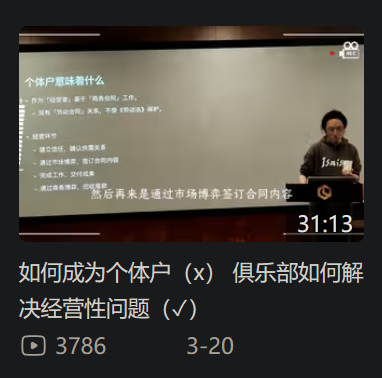 个体户意味着什么
• 作为「经营者」基于「商务合同」工作。
– 没有「劳动合同」关系，不受《劳动法》保护。
• 经营环节
– 建立信任，确认供需关系
– 通过市场博弈，签订合同内容
– 完成工作，交付成果
– 通过商务博弈，回收尾款
然后再来是通过市场博弈签订合同内容
31:13
如何成为个体户（x） 俱乐部如何解
决经营性问题（✓）
3786
3-20